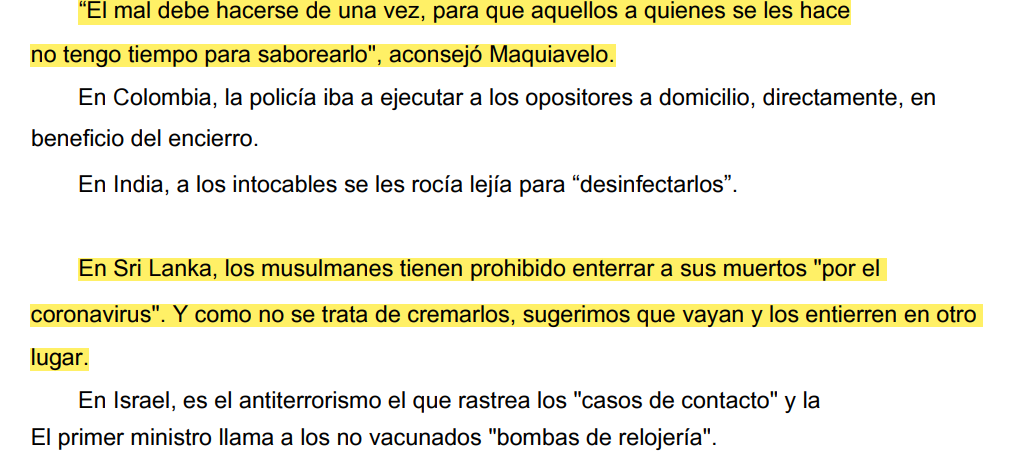 “El mal debe hacerse de una vez, para que aquellos a quienes se les hace
no tengo tiempo para saborearlo", aconsejó Maquiavelo.
En Colombia, la policía iba a ejecutar a los opositores a domicilio, directamente, en
beneficio del encierro.
En India, a los intocables se les rocía lejía para “desinfectarlos”.
En Sri Lanka, los musulmanes tienen prohibido enterrar a sus muertos "por el
coronavirus". Y como no se trata de cremarlos, sugerimos que vayan y los entierren en otro
lugar.
En Israel, es el antiterrorismo el que rastrea los "casos de contacto" y la
El primer ministro llama a los no vacunados "bombas de relojería".